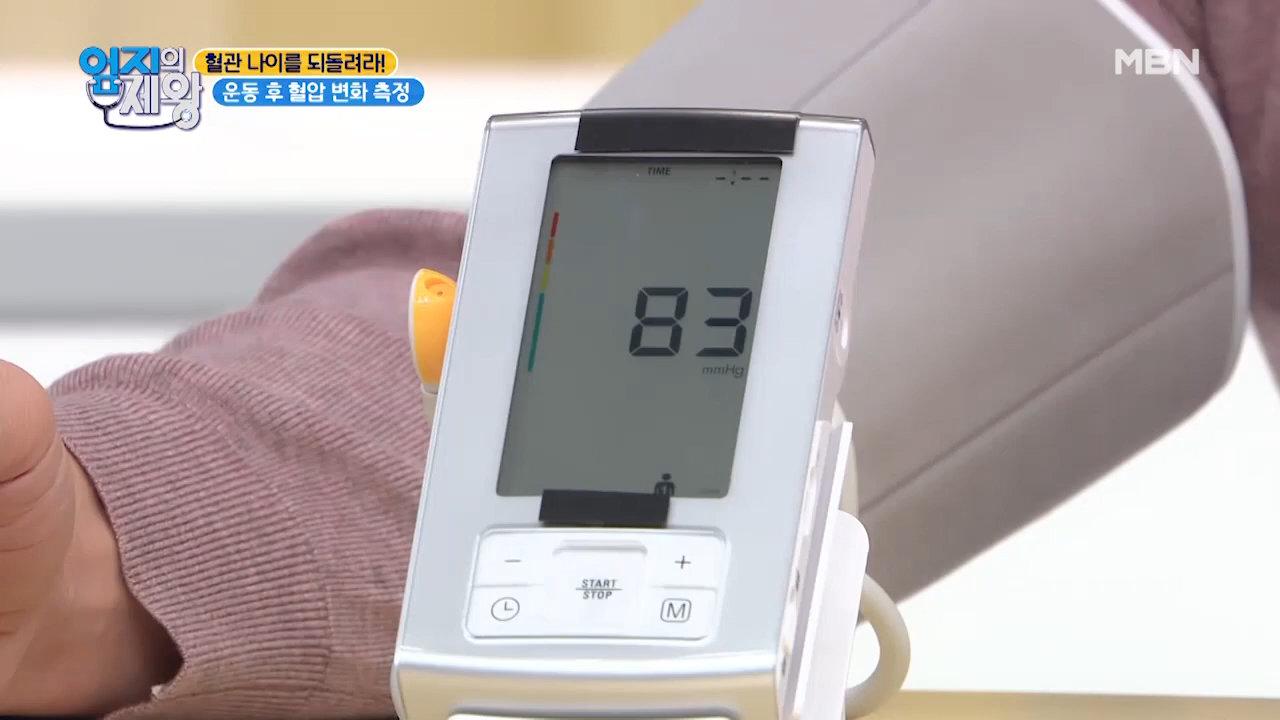 엄지의 제왕
혈관 나이를 되돌려라!
운동 후 혈압 변화 측정
MBN
TIME
--:--
83
mmHg
− +
START
STOP
M